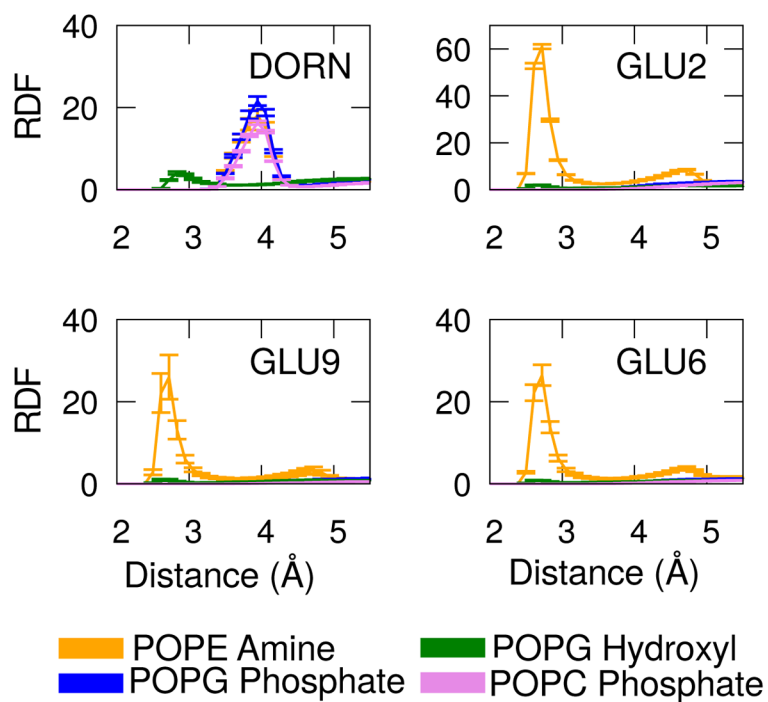 40
DORN
20
RDF
0
2 3 4 5
60
GLU2
40
20
0
2 3 4 5
40
GLU9
20
RDF
0
2 3 4 5
Distance (Å)
40
GLU6
20
0
2 3 4 5
Distance (Å)
POPE Amine
POPG Hydroxyl
POPG Phosphate
POPC Phosphate